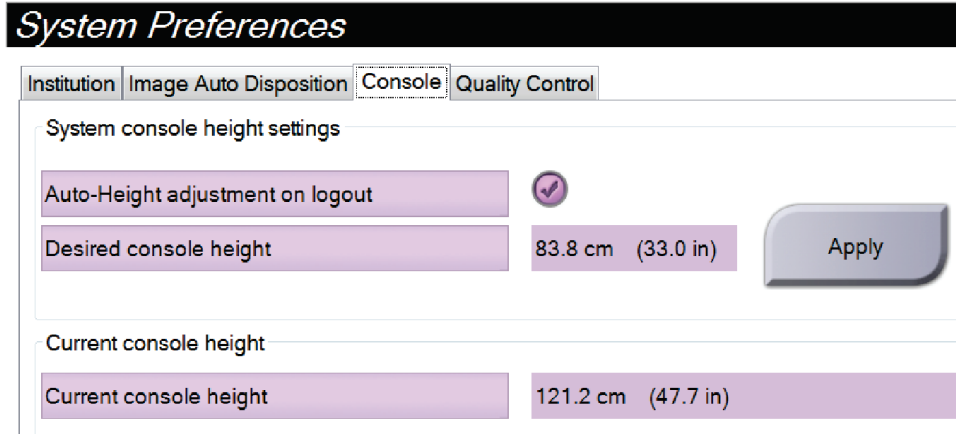 System Preferences
Institution Image Auto Disposition Console Quality Control
System console height settings
Auto-Height adjustment on logout
Desired console height 83.8 cm (33.0 in) Apply
Current console height
Current console height 121.2 cm (47.7 in)